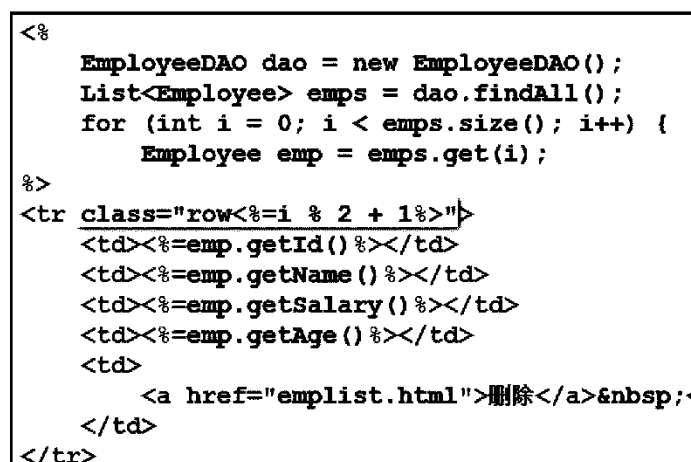 <%
EmployeeDAO dao = new EmployeeDAO();
List<Employee> emps = dao.findAll();
for (int i = 0; i < emps.size(); i++) {
Employee emp = emps.get(i);
%>
<tr class="row<%=i % 2 + 1%>">
<td><%=emp.getId()%></td>
<td><%=emp.getName()%></td>
<td><%=emp.getSalary()%></td>
<td><%=emp.getAge()%></td>
<td>
<a href="emplist.html">删除</a>&nbsp;<
</td>
</tr>